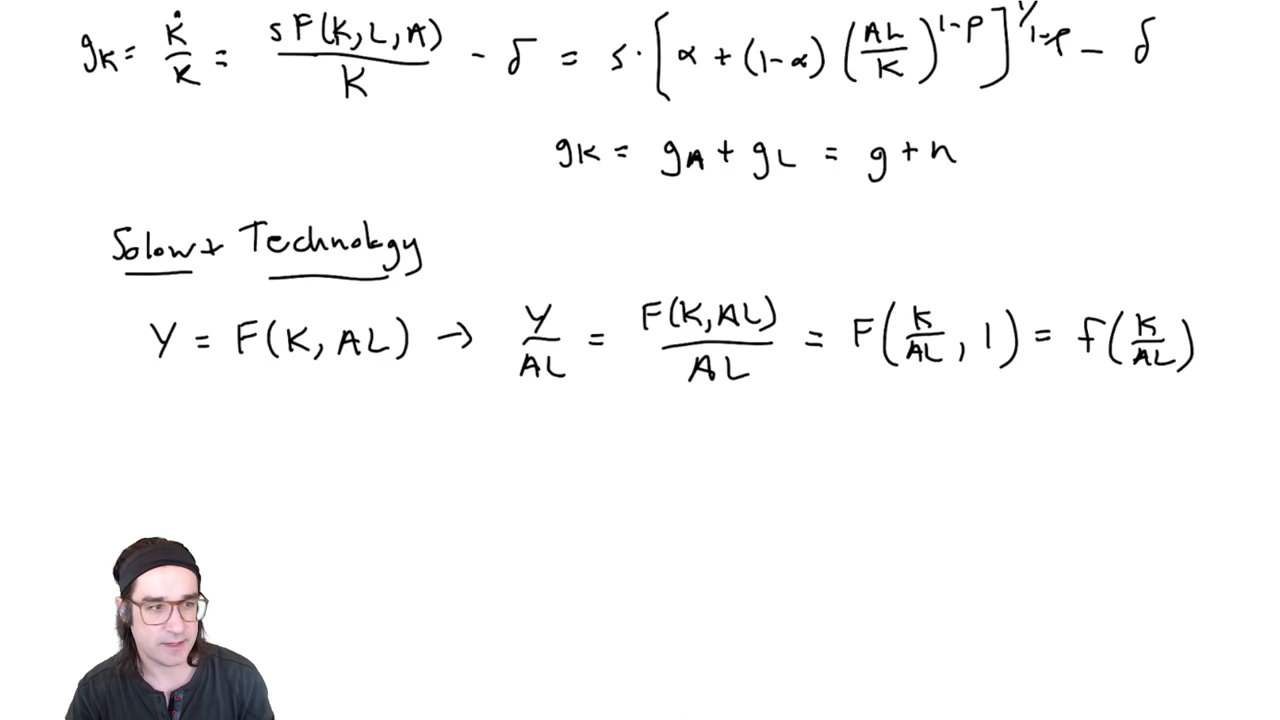 gK = K̇/K = sF(K,L,A)/K - δ = s·[α + (1-α)(AL/K)^{1-ρ}]^{1/1-ρ} - δ
gK = gA + gL = g + n
Solow + Technology
Y = F(K, AL) → Y/AL = F(K,AL)/AL = F(K/AL, 1) = f(K/AL)